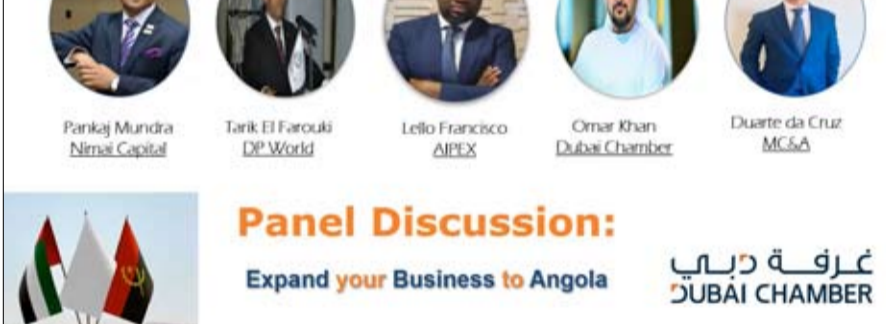 Pankaj Mundra
Nimai Capital
Tarik El Farouki
DP World
Lello Francisco
AIPEX
Omar Khan
Dubai Chamber
Duarte da Cruz
MC&A
Panel Discussion:
Expand your Business to Angola
غرفة دبي
DUBAI CHAMBER